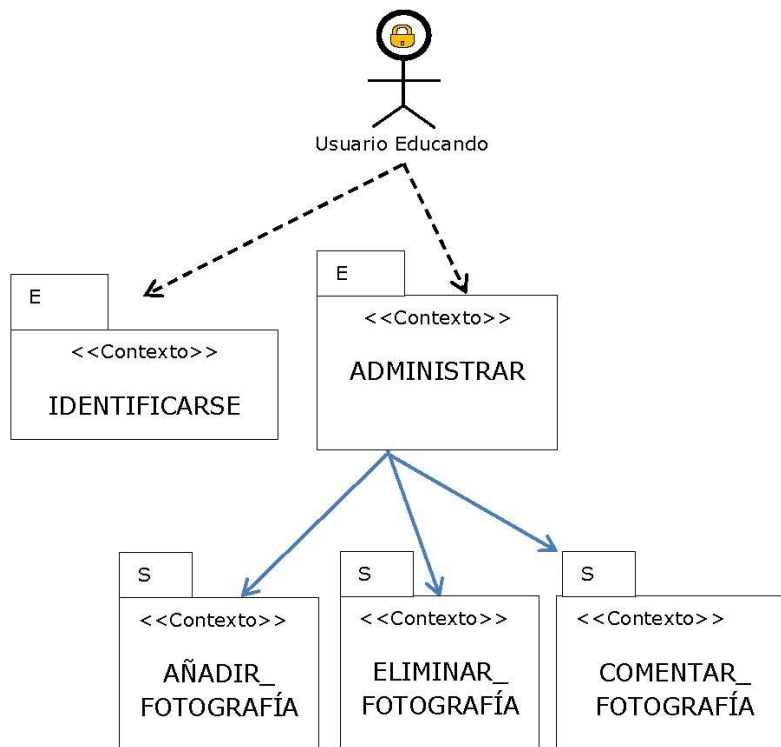 Usuario Educando
E
<<Contexto>>
IDENTIFICARSE
E
<<Contexto>>
ADMINISTRAR
S
<<Contexto>>
AÑADIR_
FOTOGRAFÍA
S
<<Contexto>>
ELIMINAR_
FOTOGRAFÍA
S
<<Contexto>>
COMENTAR_
FOTOGRAFÍA